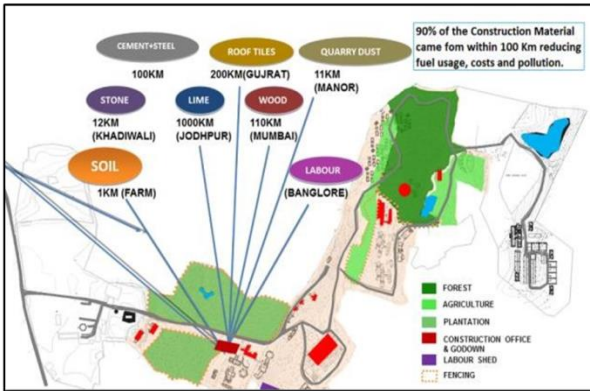 CEMENT+STEEL
100KM
ROOF TILES
200KM(GUJRAT)
QUARRY DUST
11KM
(MANOR)
90% of the Construction Material
came fom within 100 Km reducing
fuel usage, costs and pollution.
STONE
12KM
(KHADIWALI)
LIME
1000KM
(JODHPUR)
WOOD
110KM
(MUMBAI)
SOIL
1KM (FARM)
LABOUR
(BANGLORE)
FOREST
AGRICULTURE
PLANTATION
CONSTRUCTION OFFICE
& GODOWN
LABOUR SHED
FENCING